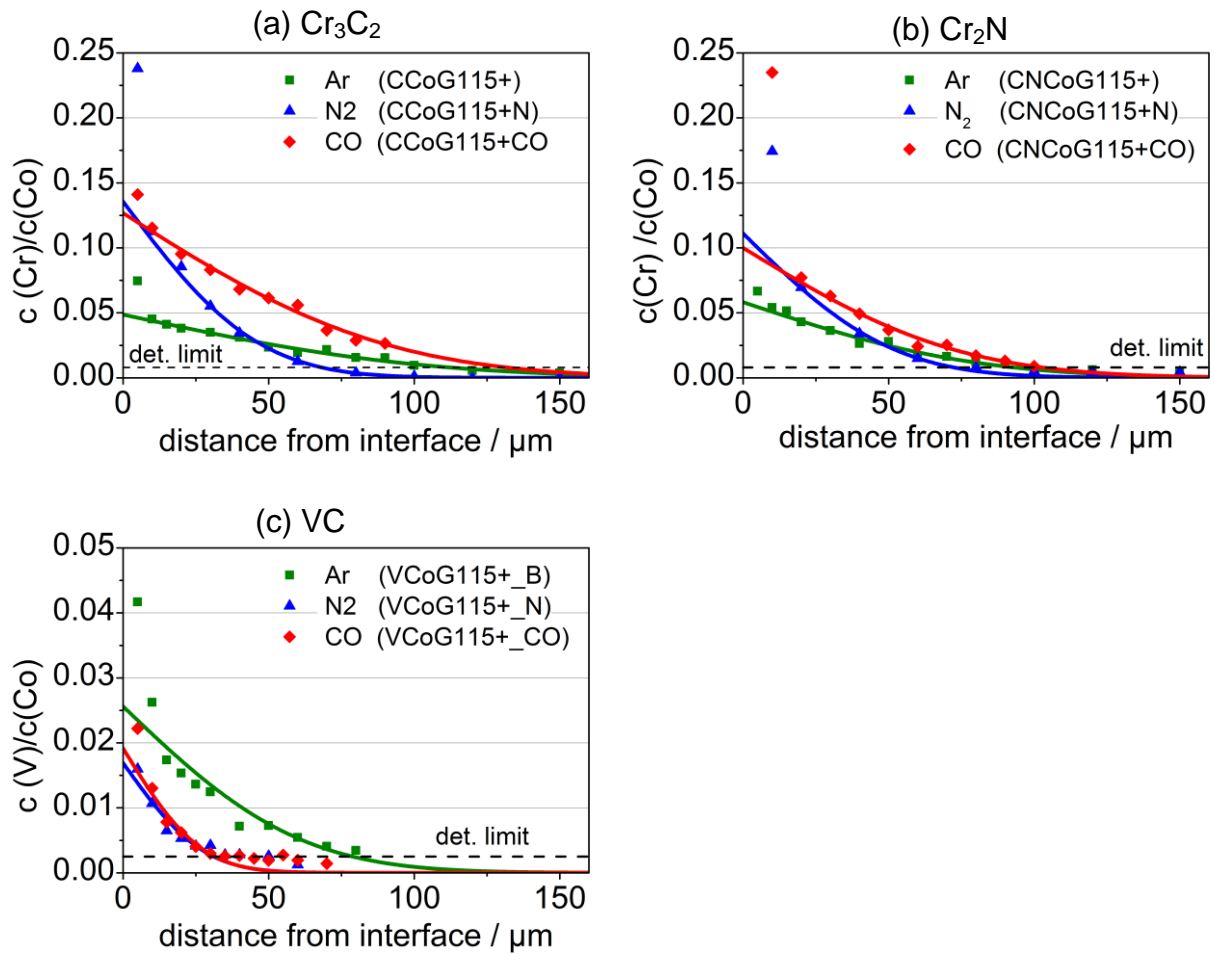 (a) Cr₃C₂
0.25
0.20
0.15
0.10
0.05
0.00
c (Cr)/c(Co)
Ar (CCoG115+)
N2 (CCoG115+N)
CO (CCoG115+CO
det. limit
0 50 100 150
distance from interface / µm
(b) Cr₂N
0.25
0.20
0.15
0.10
0.05
0.00
c(Cr) /c(Co)
Ar (CNCoG115+)
N₂ (CNCoG115+N)
CO (CNCoG115+CO)
det. limit
0 50 100 150
distance from interface / µm
(c) VC
0.05
0.04
0.03
0.02
0.01
0.00
c (V)/c(Co)
Ar (VCoG115+_B)
N2 (VCoG115+_N)
CO (VCoG115+_CO)
det. limit
0 50 100 150
distance from interface / µm